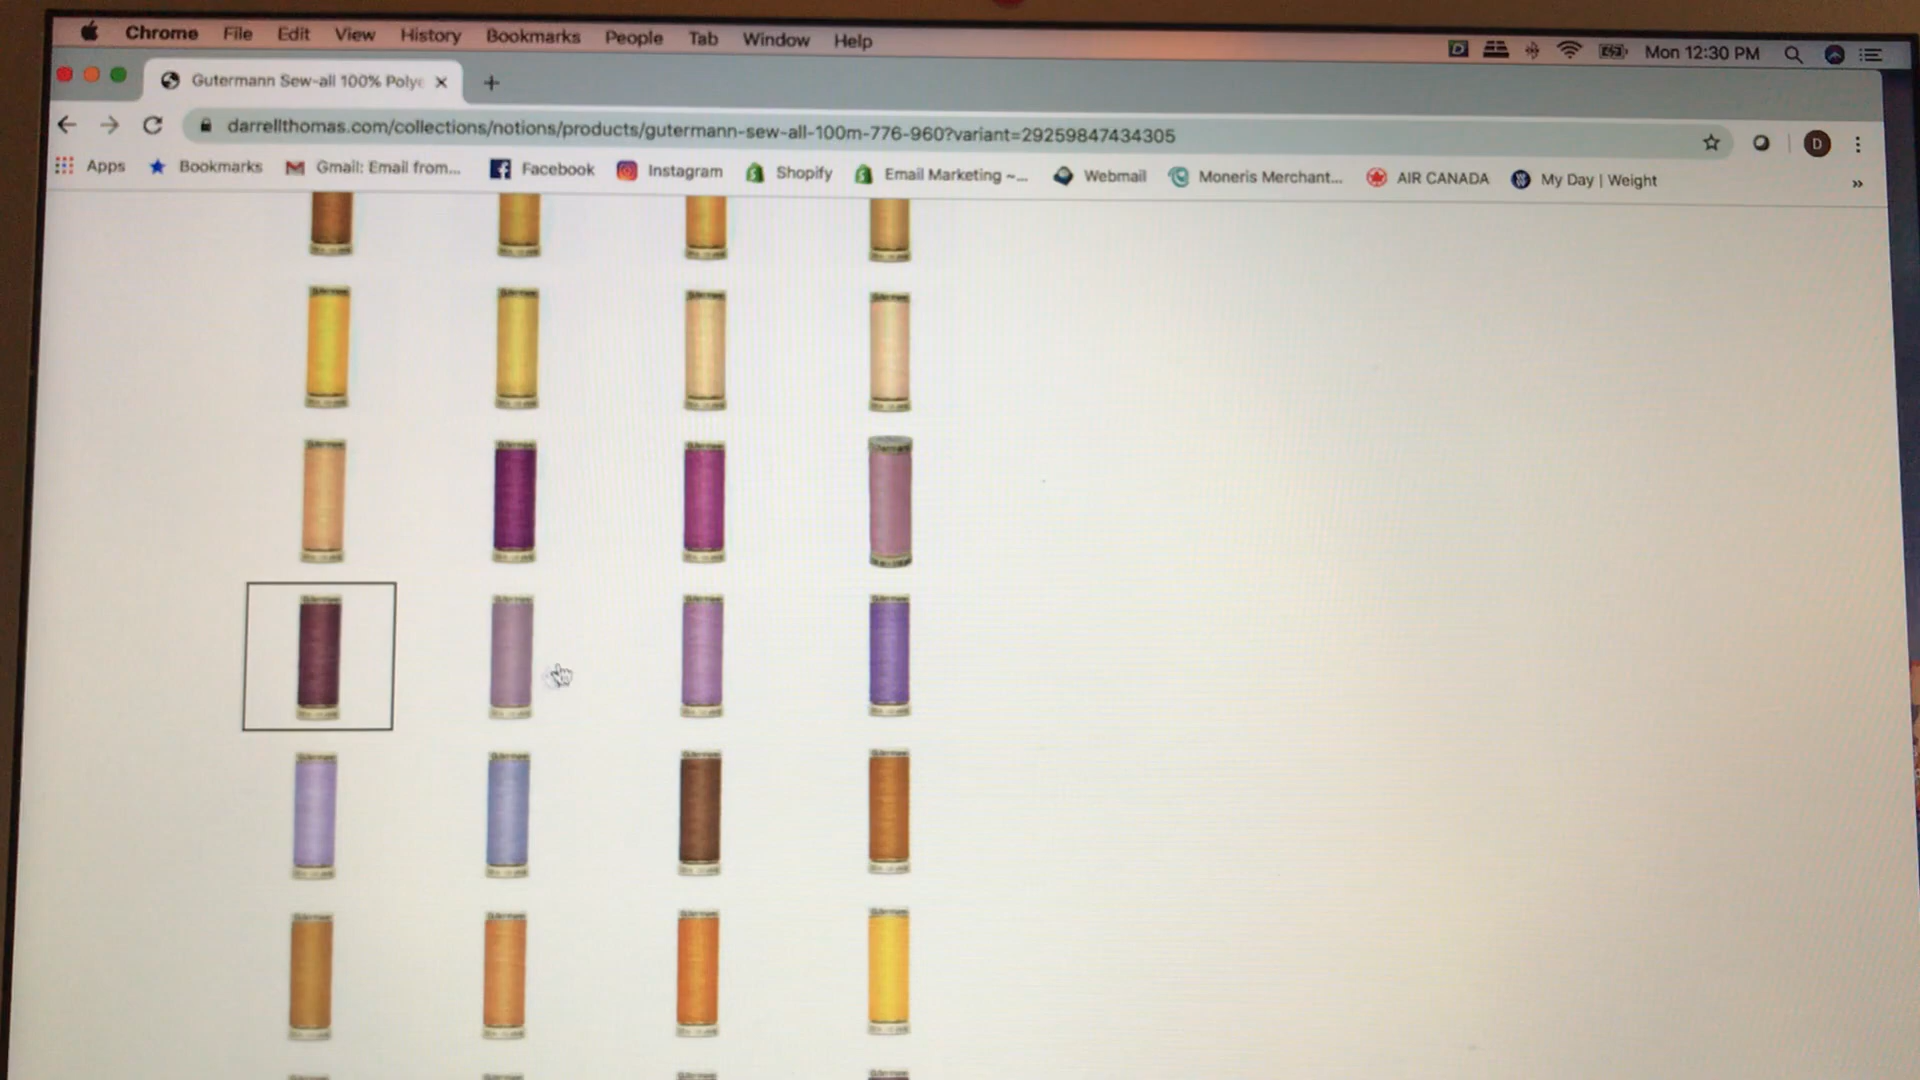 Chrome File Edit View History Bookmarks People Tab Window Help Mon 12:30 PM
Gutermann Sew-all 100% Polye
darrellthomas.com/collections/notions/products/gutermann-sew-all-100m-776-960?variant=29259847434305
D
Apps Bookmarks Gmail: Email from... Facebook Instagram Shopify Email Marketing ~... Webmail Moneris Merchant... AIR CANADA My Day | Weight